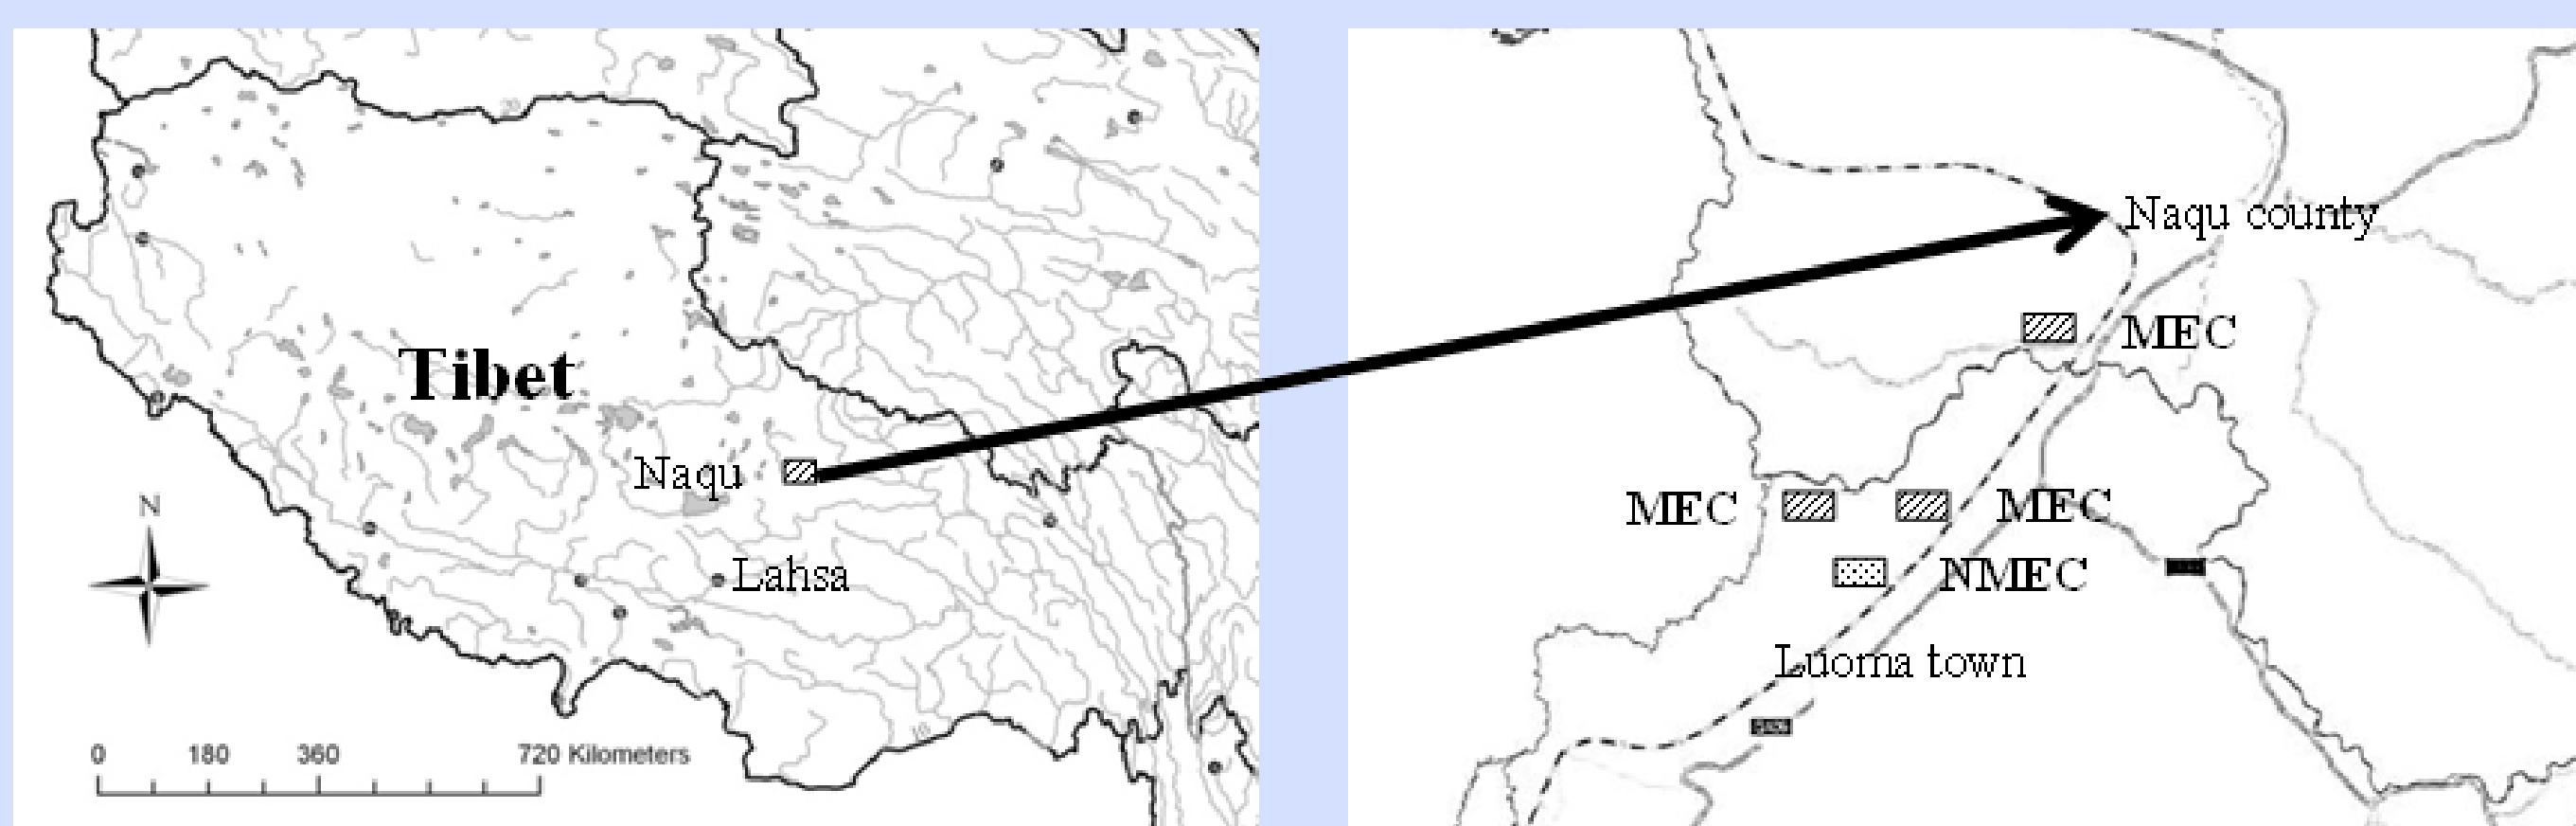 Tibet
Naqu
N
Lahsa
0 180 360 720 Kilometers
Naqu county
MEC
MEC MEC
NMEC
Luoma town